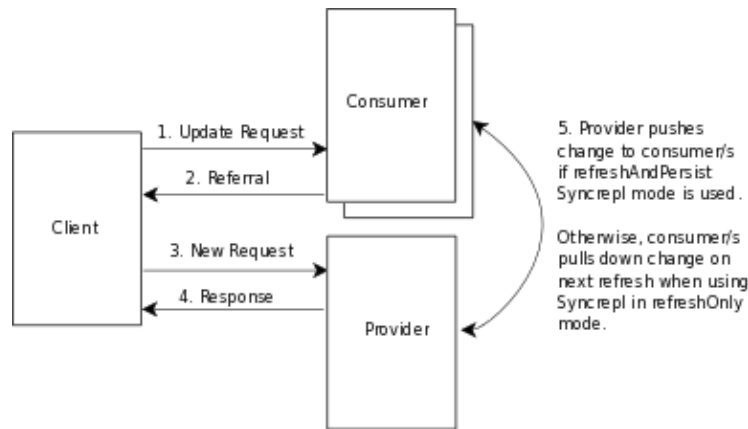 Consumer
1. Update Request
2. Referral
Client
3. New Request
4. Response
Provider
5. Provider pushes
change to consumer/s
if refreshAndPersist
Syncrepl mode is used.
Otherwise, consumer/s
pulls down change on
next refresh when using
Syncrepl in refreshOnly
mode.